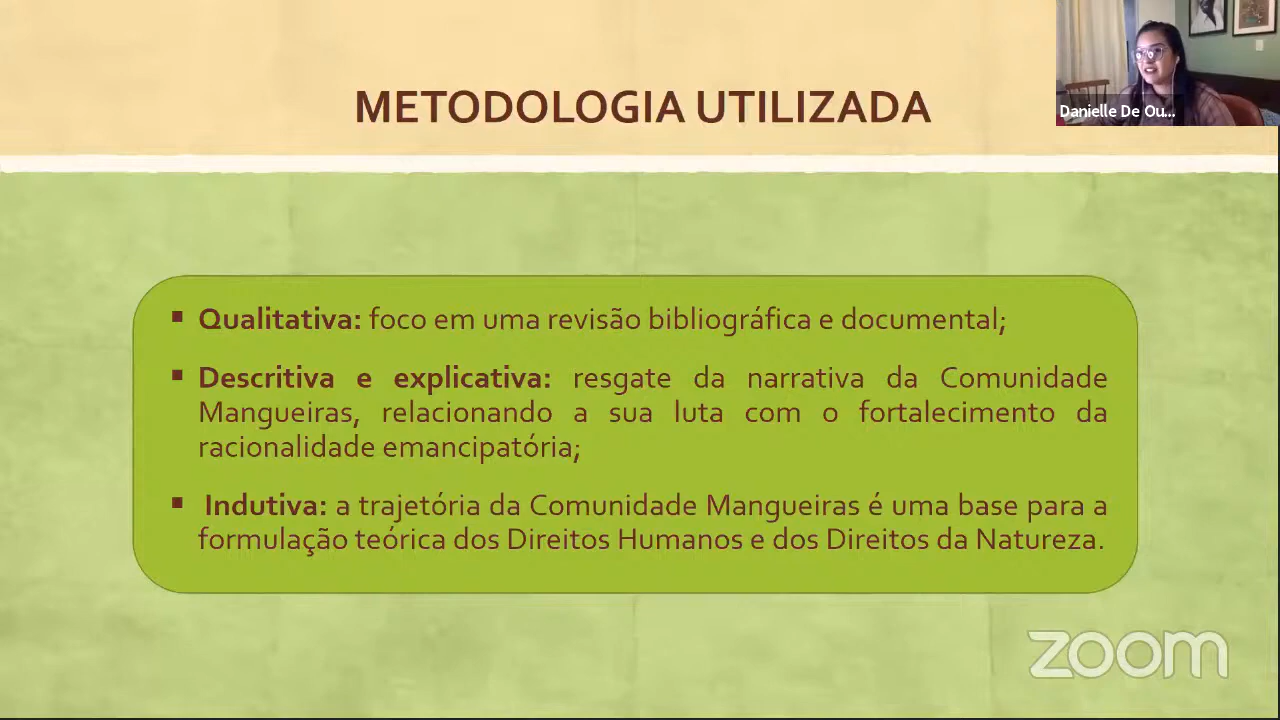 METODOLOGIA UTILIZADA
Danielle De Ou...
▪ Qualitativa: foco em uma revisão bibliográfica e documental;
▪ Descritiva e explicativa: resgate da narrativa da Comunidade
Mangueiras, relacionando a sua luta com o fortalecimento da
racionalidade emancipatória;
▪ Indutiva: a trajetória da Comunidade Mangueiras é uma base para a
formulação teórica dos Direitos Humanos e dos Direitos da Natureza.
zoom